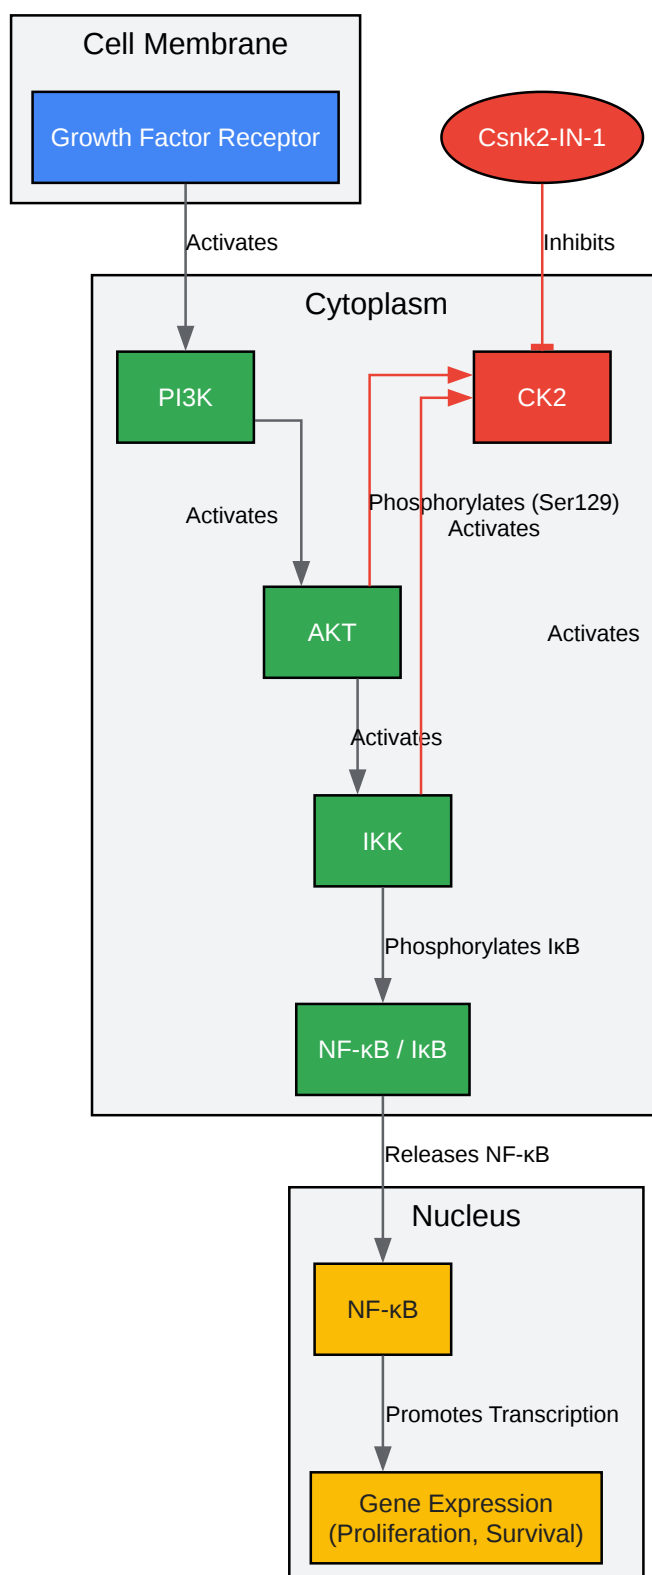 Cell Membrane
Growth Factor Receptor
Csnk2-IN-1
Activates
Inhibits
Cytoplasm
PI3K
CK2
Activates
Phosphorylates (Ser129)
Activates
AKT
Activates
Activates
IKK
Phosphorylates IκB
NF-κB / IκB
Releases NF-κB
Nucleus
NF-κB
Promotes Transcription
Gene Expression
(Proliferation, Survival)